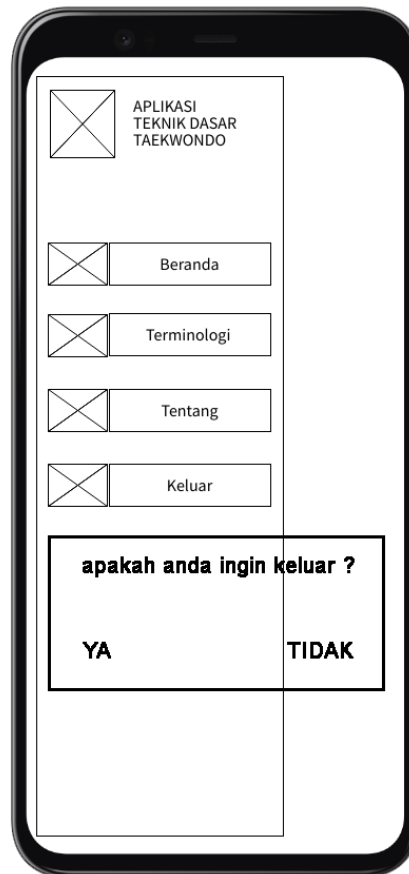 APLIKASI
TEKNIK DASAR
TAEKWONDO
Beranda
Terminologi
Tentang
Keluar
apakah anda ingin keluar ?
YA TIDAK